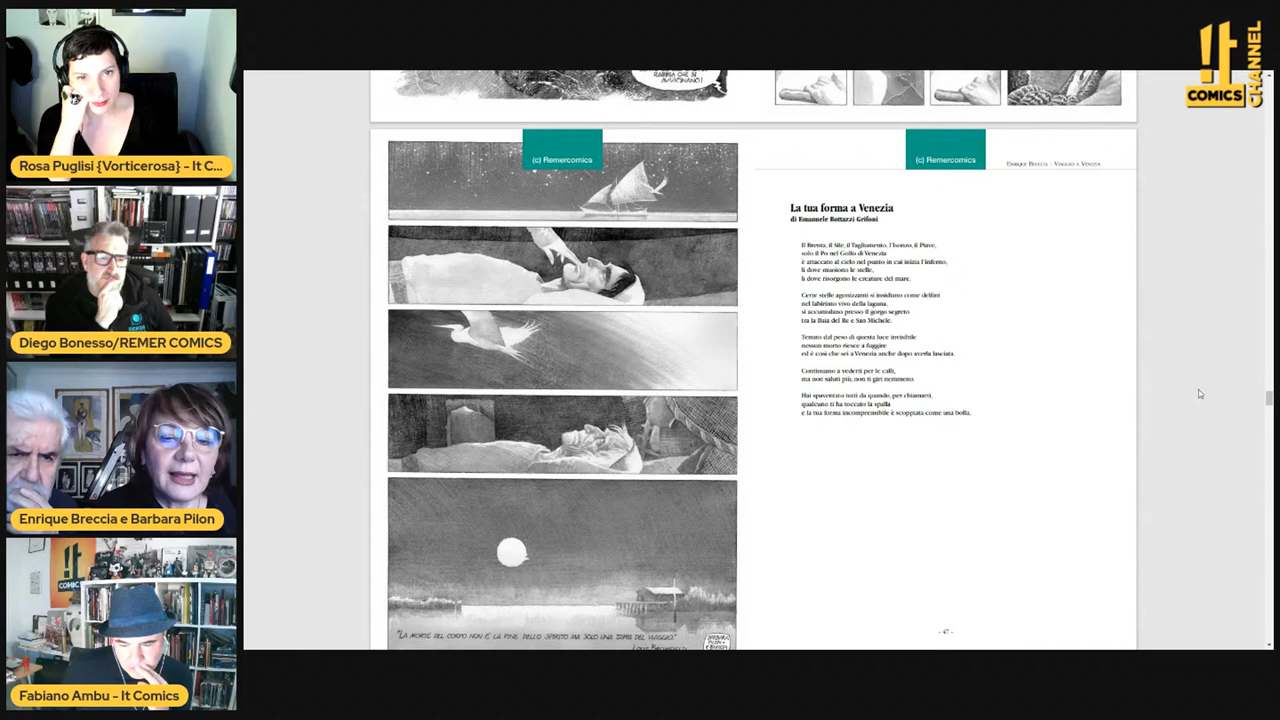 Rosa Puglisi {Vorticerosa} - It C...
Diego Bonesso/REMER COMICS
Enrique Breccia e Barbara Pilon
Fabiano Ambu - It Comics
!t
COMICS
CHANNEL
RABBIA CHE SI
AVVICINANO!
(c) Remercomics
(c) Remercomics
Enrique Breccia - Viaggio a Venezia
La tua forma a Venezia
di Emanuele Bottazzi Grifoni
Il Brenta, il Sile, il Tagliamento, l'Isonzo, il Piave,
solo il Po nel Golfo di Venezia
è attaccato al cielo nel punto in cui inizia l'inferno,
lì dove muoiono le stelle,
lì dove risorgono le creature del mare.
Certe stelle agonizzanti si insidiano come delfini
nel labirinto vivo della laguna,
si accumulano presso il gorgo segreto
tra la Baia del Re e San Michele.
Tenuto dal peso di questa luce invisibile
nessun morto riesce a fuggire
ed è così che sei a Venezia anche dopo averla lasciata.
Continuano a vederti per le calli,
ma non saluti più, non ti giri nemmeno.
Hai spaventato tutti da quando, per chiamarti,
qualcuno ti ha toccato la spalla
e la tua forma incomprensibile è scoppiata come una bolla.
"LA MORTE DEL CORPO NON È LA FINE DELLO SPIRITO MA SOLO UNA TAPPA DEL VIAGGIO."
- 47 -